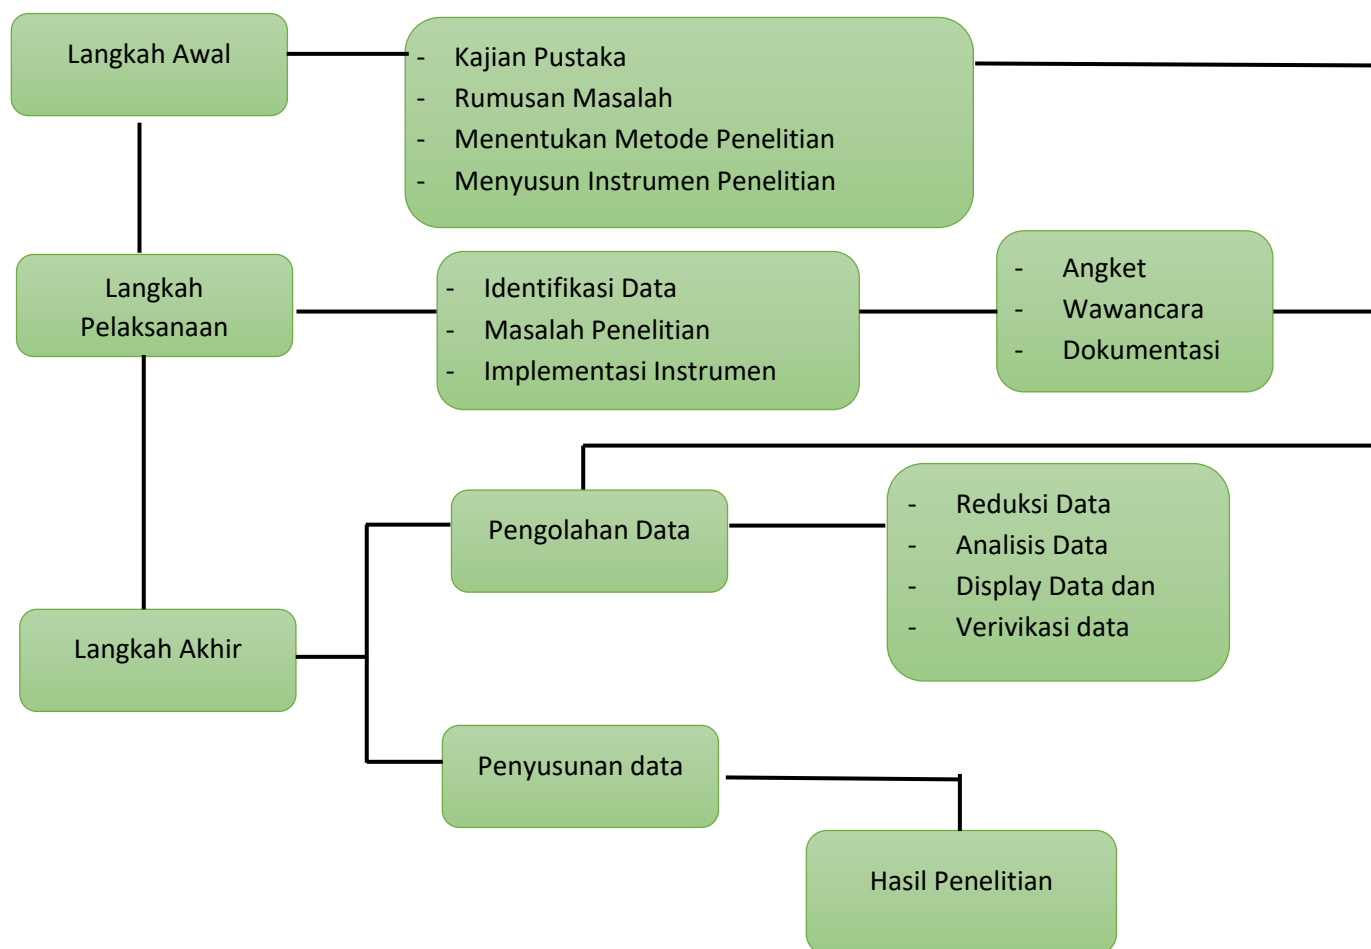 Langkah Awal
- Kajian Pustaka
- Rumusan Masalah
- Menentukan Metode Penelitian
- Menyusun Instrumen Penelitian
Langkah
Pelaksanaan
- Identifikasi Data
- Masalah Penelitian
- Implementasi Instrumen
- Angket
- Wawancara
- Dokumentasi
Langkah Akhir
Pengolahan Data
- Reduksi Data
- Analisis Data
- Display Data dan
- Verivikasi data
Penyusunan data
Hasil Penelitian